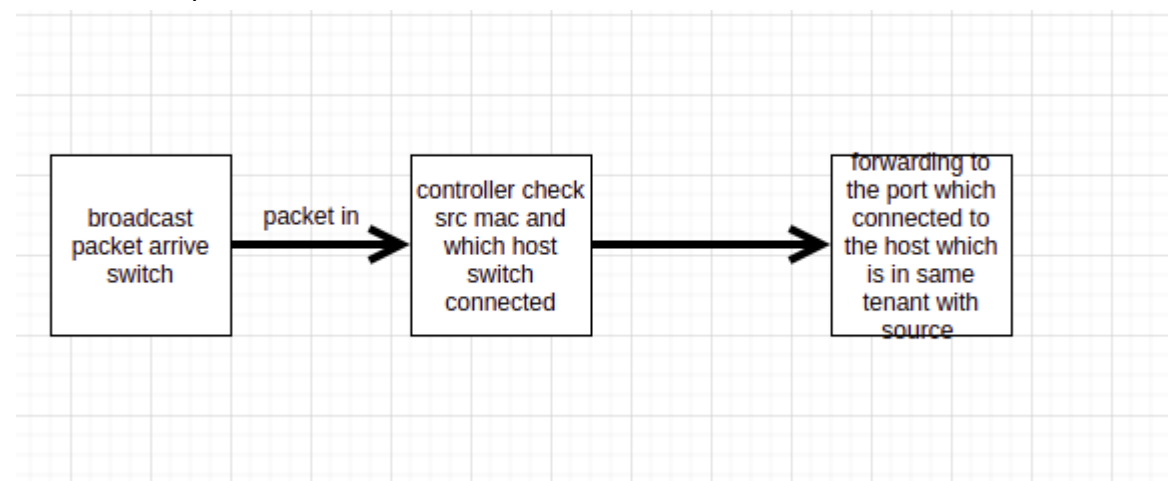 broadcast
packet arrive
switch
packet in
controller check
src mac and
which host
switch
connected
forwarding to
the port which
connected to
the host which
is in same
tenant with
source